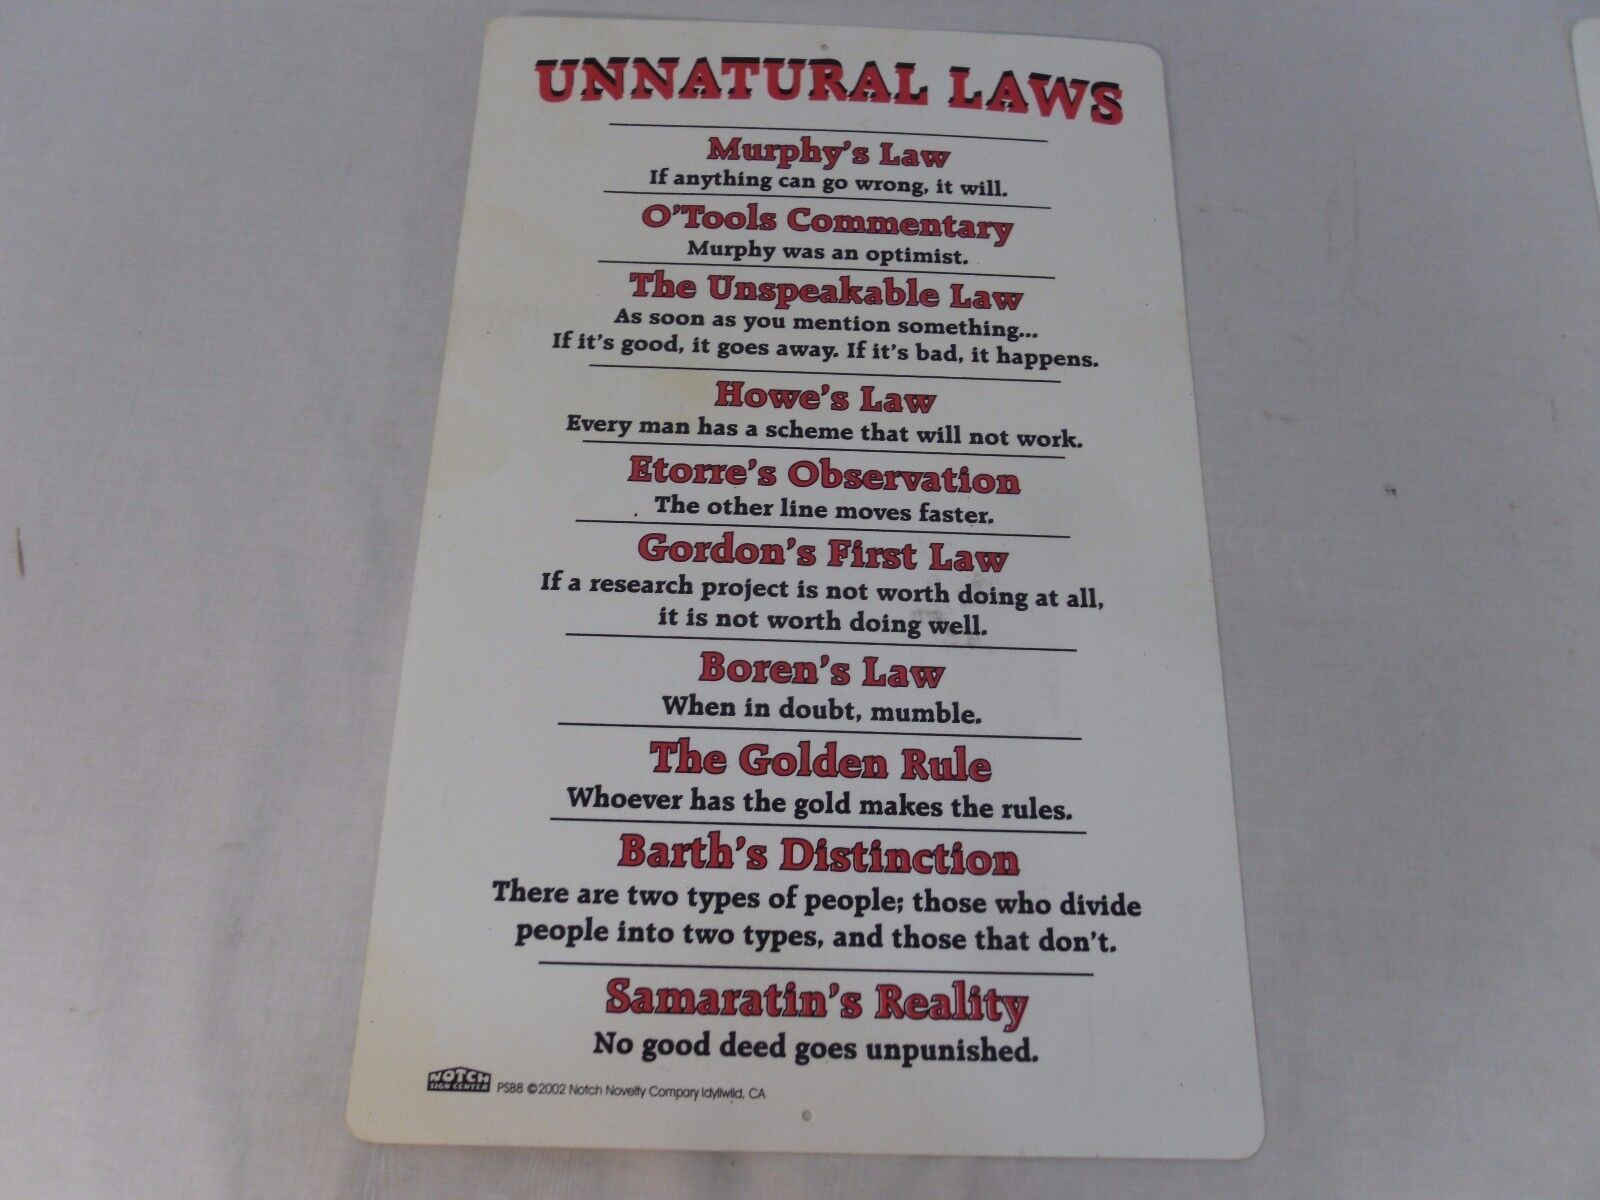 UNNATURAL LAWS
Murphy's Law
If anything can go wrong, it will.
O'Tools Commentary
Murphy was an optimist.
The Unspeakable Law
As soon as you mention something...
If it's good, it goes away. If it's bad, it happens.
Howe's Law
Every man has a scheme that will not work.
Etorre's Observation
The other line moves faster.
Gordon's First Law
If a research project is not worth doing at all,
it is not worth doing well.
Boren's Law
When in doubt, mumble.
The Golden Rule
Whoever has the gold makes the rules.
Barth's Distinction
There are two types of people; those who divide
people into two types, and those that don't.
Samaratin's Reality
No good deed goes unpunished.
NOTCH
SIGN CENTER
PS88 ©2002 Notch Novelty Company Idyllwild, CA